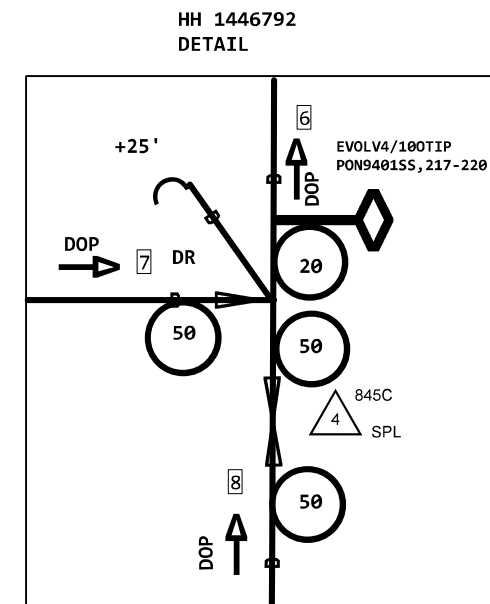 HH 1446792
DETAIL
6
+25'
EVOLV4/100TIP
PON9401SS,217-220
DOP
DOP
7
DR
20
50
50
845C
4
SPL
8
50
DOP